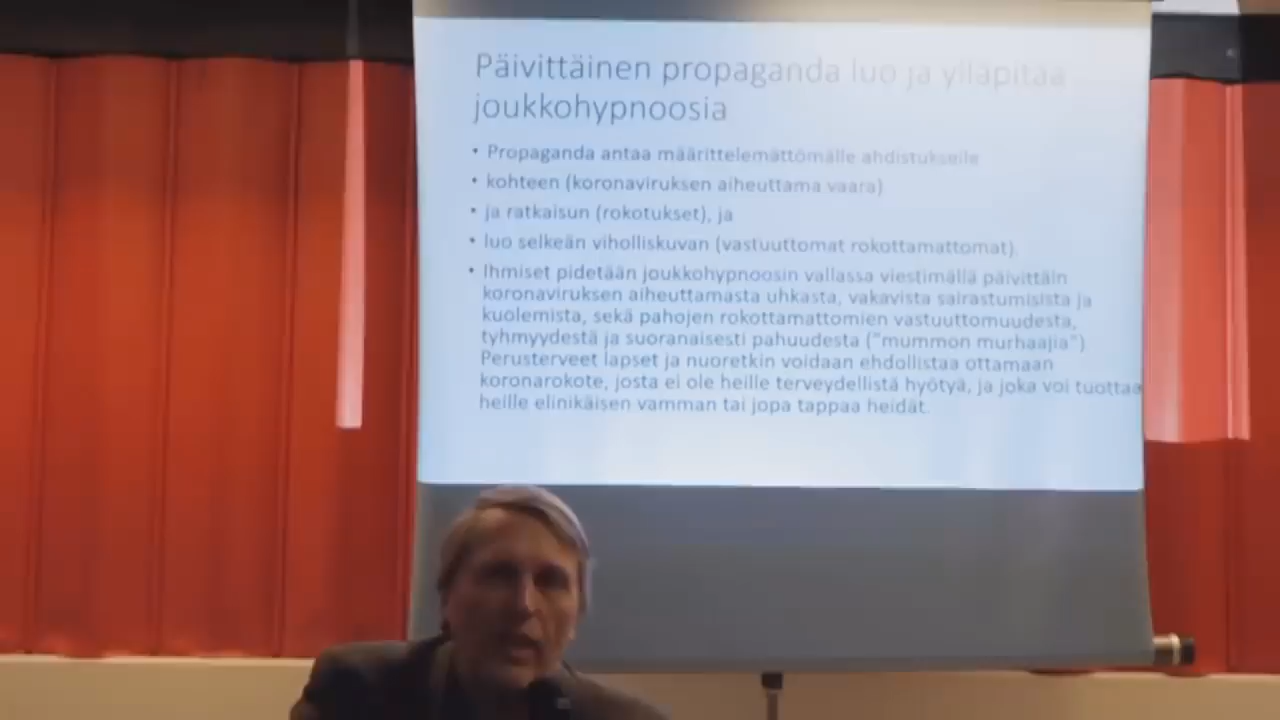 Päivittäinen propaganda luo ja ylläpitää
joukkohypnoosia
• Propaganda antaa määrittelemättömälle ahdistukselle
• kohteen (koronaviruksen aiheuttama vaara)
• ja ratkaisun (rokotukset), ja
• luo selkeän viholliskuvan (vastuuttomat rokottamattomat).
• Ihmiset pidetään joukkohypnoosin vallassa viestimällä päivittäin
koronaviruksen aiheuttamasta uhkasta, vakavista sairastumisista ja
kuolemista, sekä pahojen rokottamattomien vastuuttomuudesta,
tyhmyydestä ja suoranaisesti pahuudesta ("mummon murhaajia").
Perusterveet lapset ja nuoretkin voidaan ehdollistaa ottamaan
koronarokote, josta ei ole heille terveydellistä hyötyä, ja joka voi tuottaa
heille elinikäisen vamman tai jopa tappaa heidät.